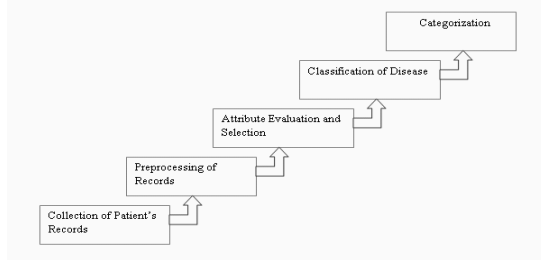 Categorization
Classification of Disease
Attribute Evaluation and
Selection
Preprocessing of
Records
Collection of Patient's
Records